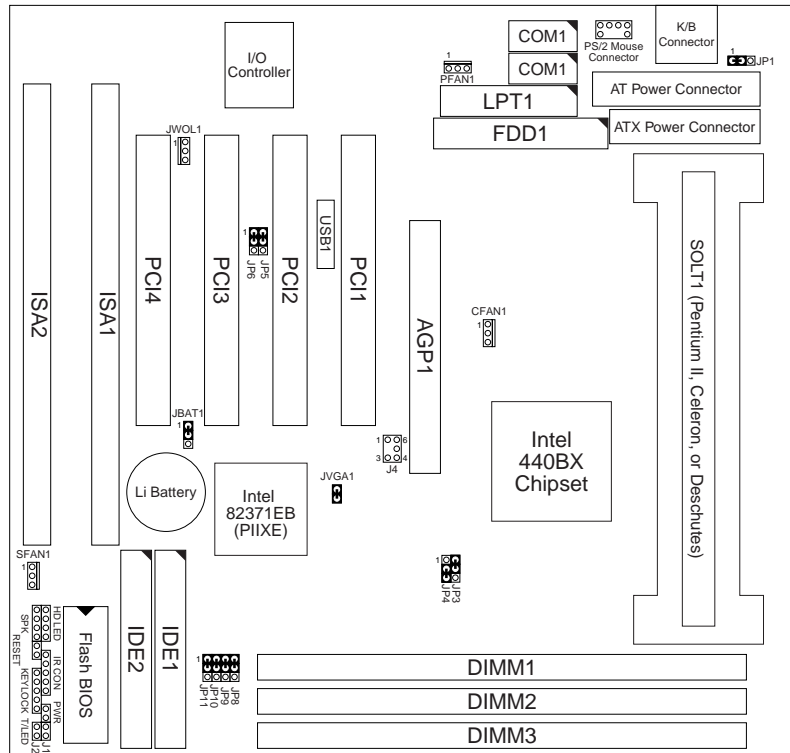 I/O
Controller
COM1
COM1
PS/2 Mouse
Connector
K/B
Connector
1
JP1
1
PFAN1
LPT1
FDD1
AT Power Connector
ATX Power Connector
JWOL1
1
ISA2
ISA1
PCI4
PCI3
1
JP6
JP5
PCI2
USB1
PCI1
AGP1
CFAN1
1
SOLT1 (Pentium II, Celeron, or Deschutes)
JBAT1
1
1
6
3
4
J4
Li Battery
Intel
82371EB
(PIIXE)
JVGA1
Intel
440BX
Chipset
SFAN1
1
1
JP4
JP3
SPK
HD LED
RESET
IR CON
KEYLOCK
PWR
T/LED
J2
J1
Flash BIOS
IDE2
IDE1
1
JP11
JP10
JP9
JP8
DIMM1
DIMM2
DIMM3